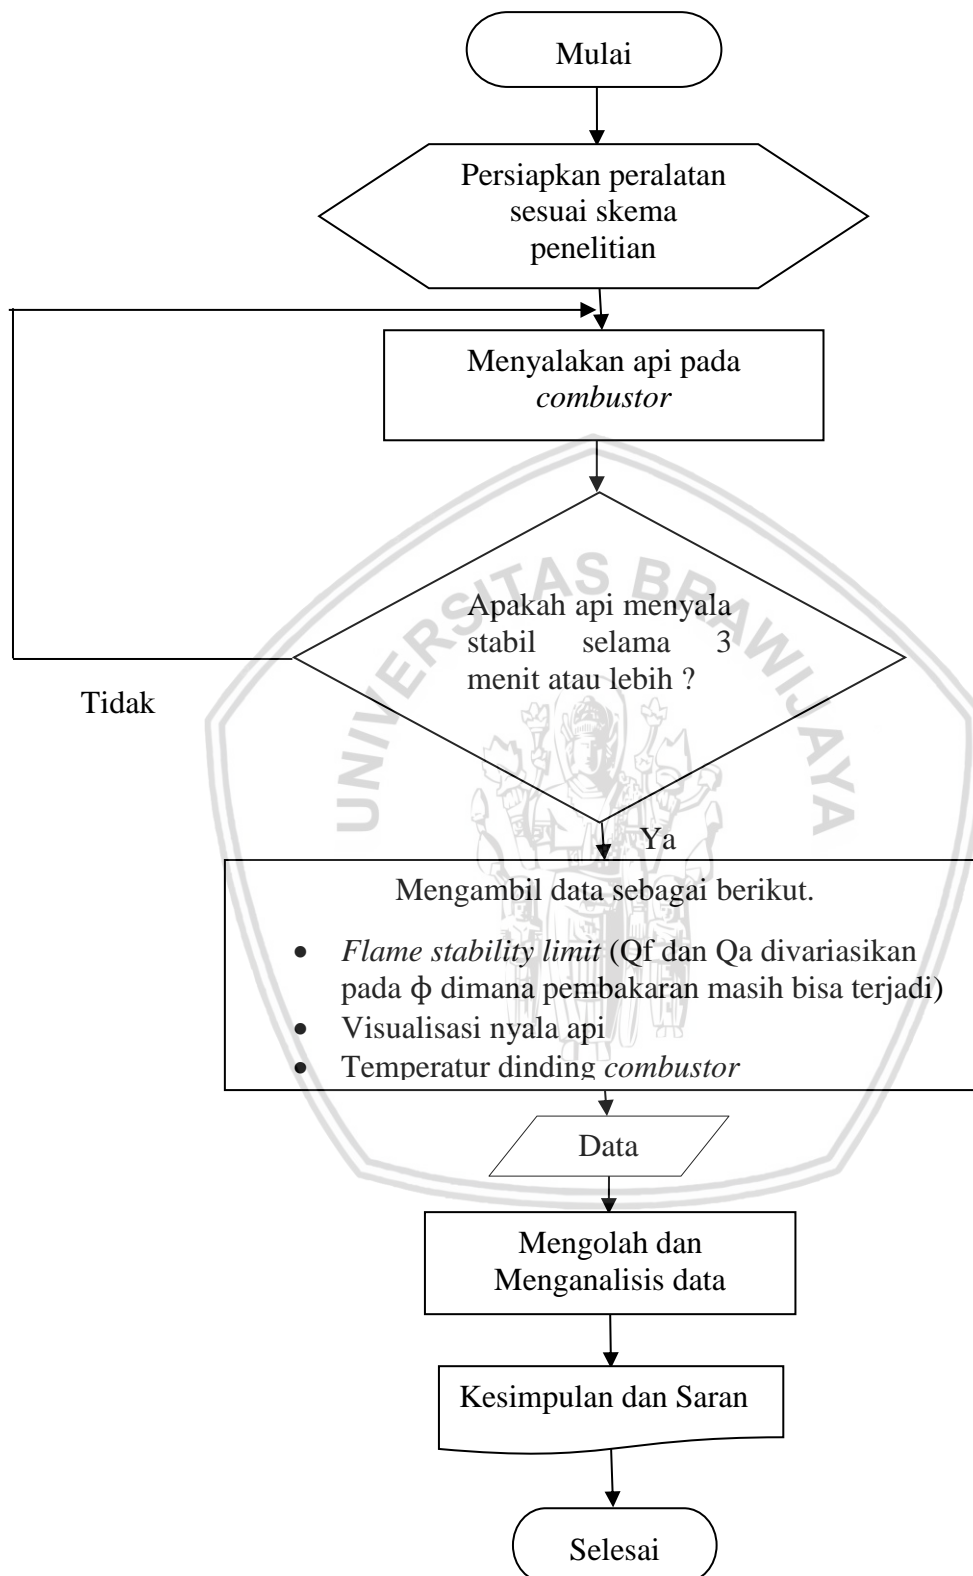 Mulai
Persiapkan peralatan
sesuai skema
penelitian
Menyalakan api pada
combustor
UNIVERSITAS BRAWIJAYA
Apakah api menyala
stabil selama 3
menit atau lebih ?
Tidak
Ya
Mengambil data sebagai berikut.
• Flame stability limit (Qf dan Qa divariasikan
pada ϕ dimana pembakaran masih bisa terjadi)
• Visualisasi nyala api
• Temperatur dinding combustor
Data
Mengolah dan
Menganalisis data
Kesimpulan dan Saran
Selesai